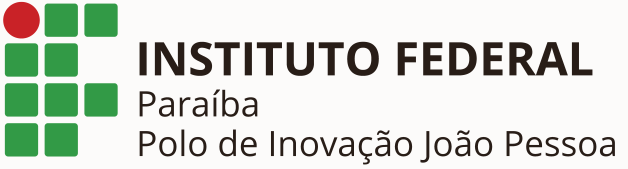 INSTITUTO FEDERAL
Paraíba
Polo de Inovação João Pessoa